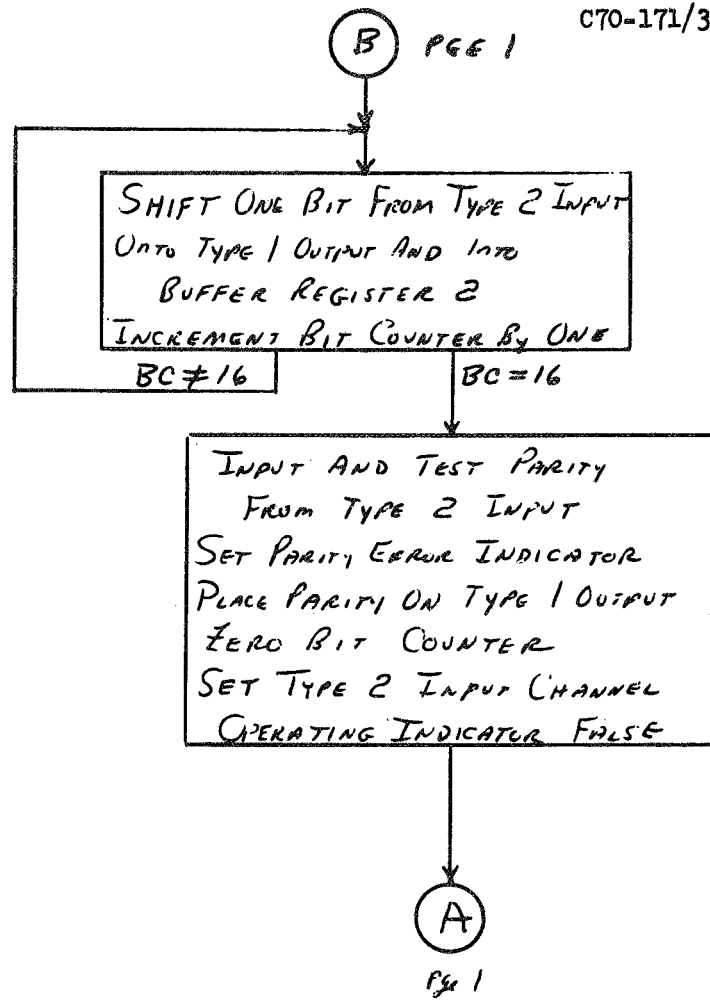 C70-171/3
B PGE 1
SHIFT ONE BIT FROM TYPE 2 INPUT
ONTO TYPE 1 OUTPUT AND INTO
BUFFER REGISTER 2
INCREMENT BIT COUNTER BY ONE
BC ≠ 16 BC = 16
INPUT AND TEST PARITY
FROM TYPE 2 INPUT
SET PARITY ERROR INDICATOR
PLACE PARITY ON TYPE 1 OUTPUT
ZERO BIT COUNTER
SET TYPE 2 INPUT CHANNEL
OPERATING INDICATOR FALSE
A
Pge 1